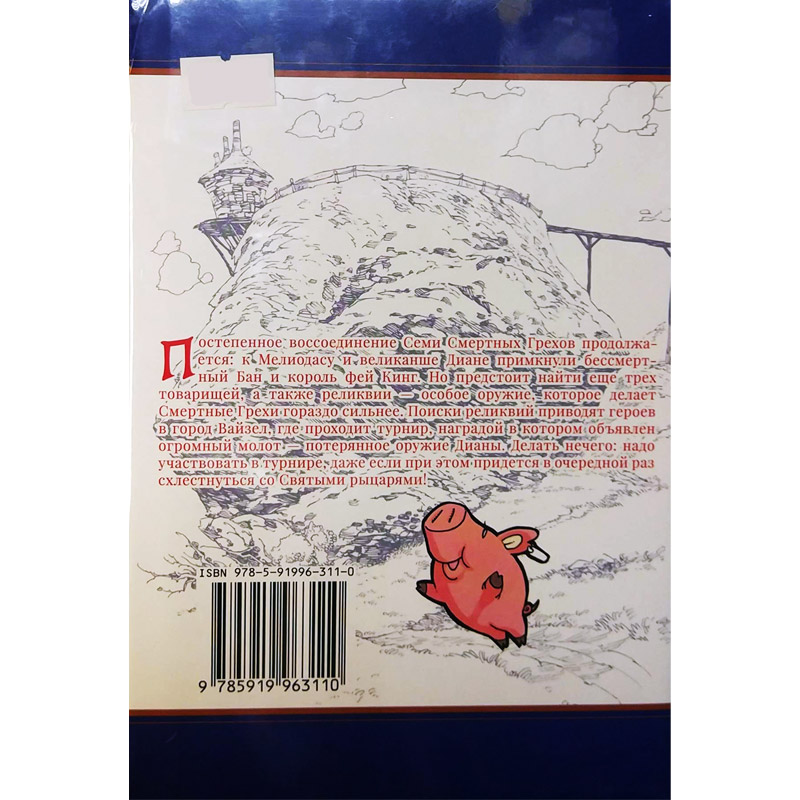 Постепенное воссоединение Семи Смертных Грехов продолжа-
ется: к Мелиодасу и великанше Диане примкнули бессмерт-
ный Бан и король фей Кинг. Но предстоит найти еще трех
товарищей, а также реликвии — особое оружие, которое делает
Смертные Грехи гораздо сильнее. Поиски реликвий приводят героев
в город Вайзел, где проходит турнир, наградой в котором объявлен
огромный молот — потерянное оружие Дианы. Делать нечего: надо
участвовать в турнире, даже если при этом придется в очередной раз
схлестнуться со Святыми рыцарями!
ISBN 978-5-91996-311-0
9 785919 963110